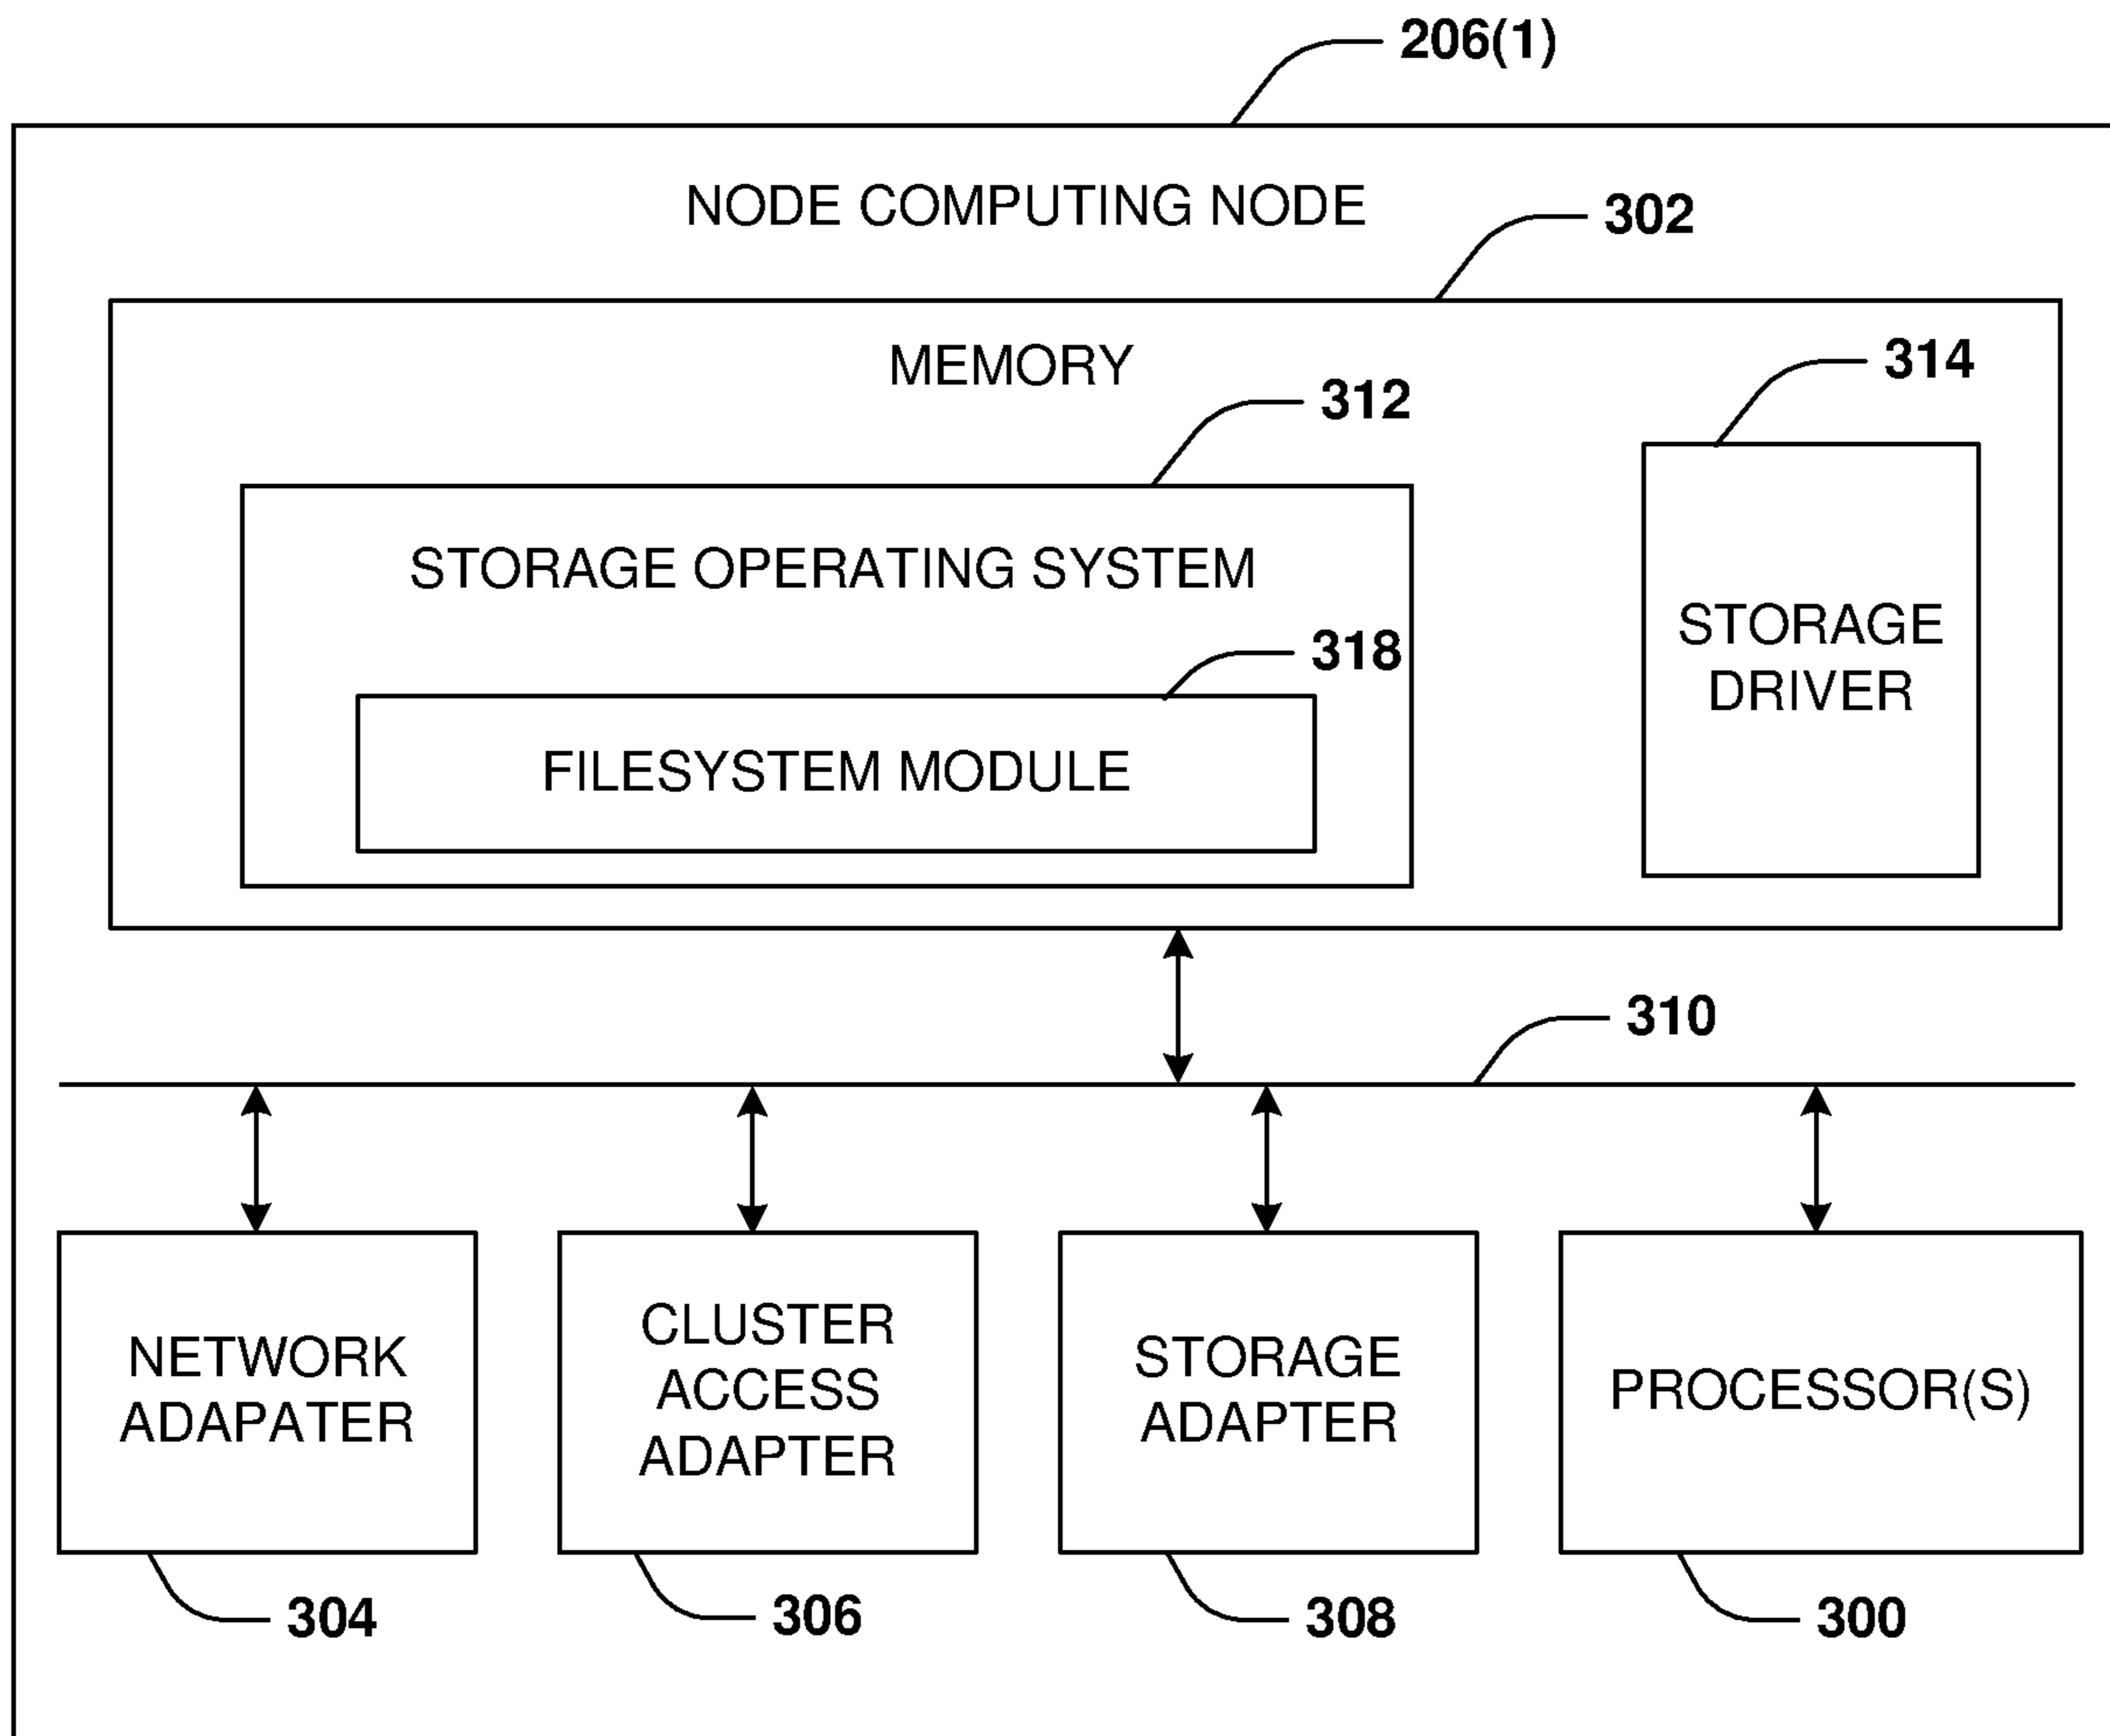 206(1)
NODE COMPUTING NODE
302
MEMORY
314
312
STORAGE OPERATING SYSTEM
318
STORAGE
DRIVER
FILESYSTEM MODULE
310
NETWORK
ADAPATER
CLUSTER
ACCESS
ADAPTER
STORAGE
ADAPTER
PROCESSOR(S)
304
306
308
300